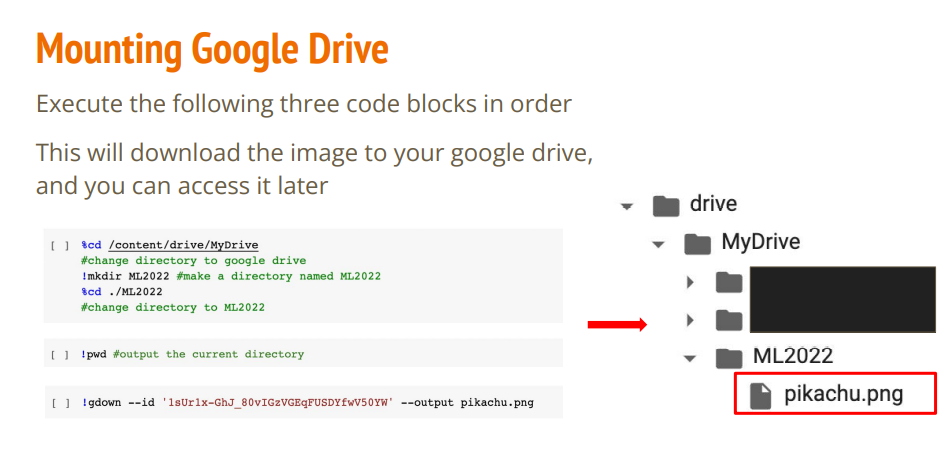 Mounting Google Drive
Execute the following three code blocks in order
This will download the image to your google drive,
and you can access it later
[ ] %cd /content/drive/MyDrive
#change directory to google drive
!mkdir ML2022 #make a directory named ML2022
%cd ./ML2022
#change directory to ML2022
[ ] !pwd #output the current directory
[ ] !gdown --id '1sUr1x-GhJ_80vIGzVGEqFUSDYfwV50YW' --output pikachu.png
drive
MyDrive
ML2022
pikachu.png